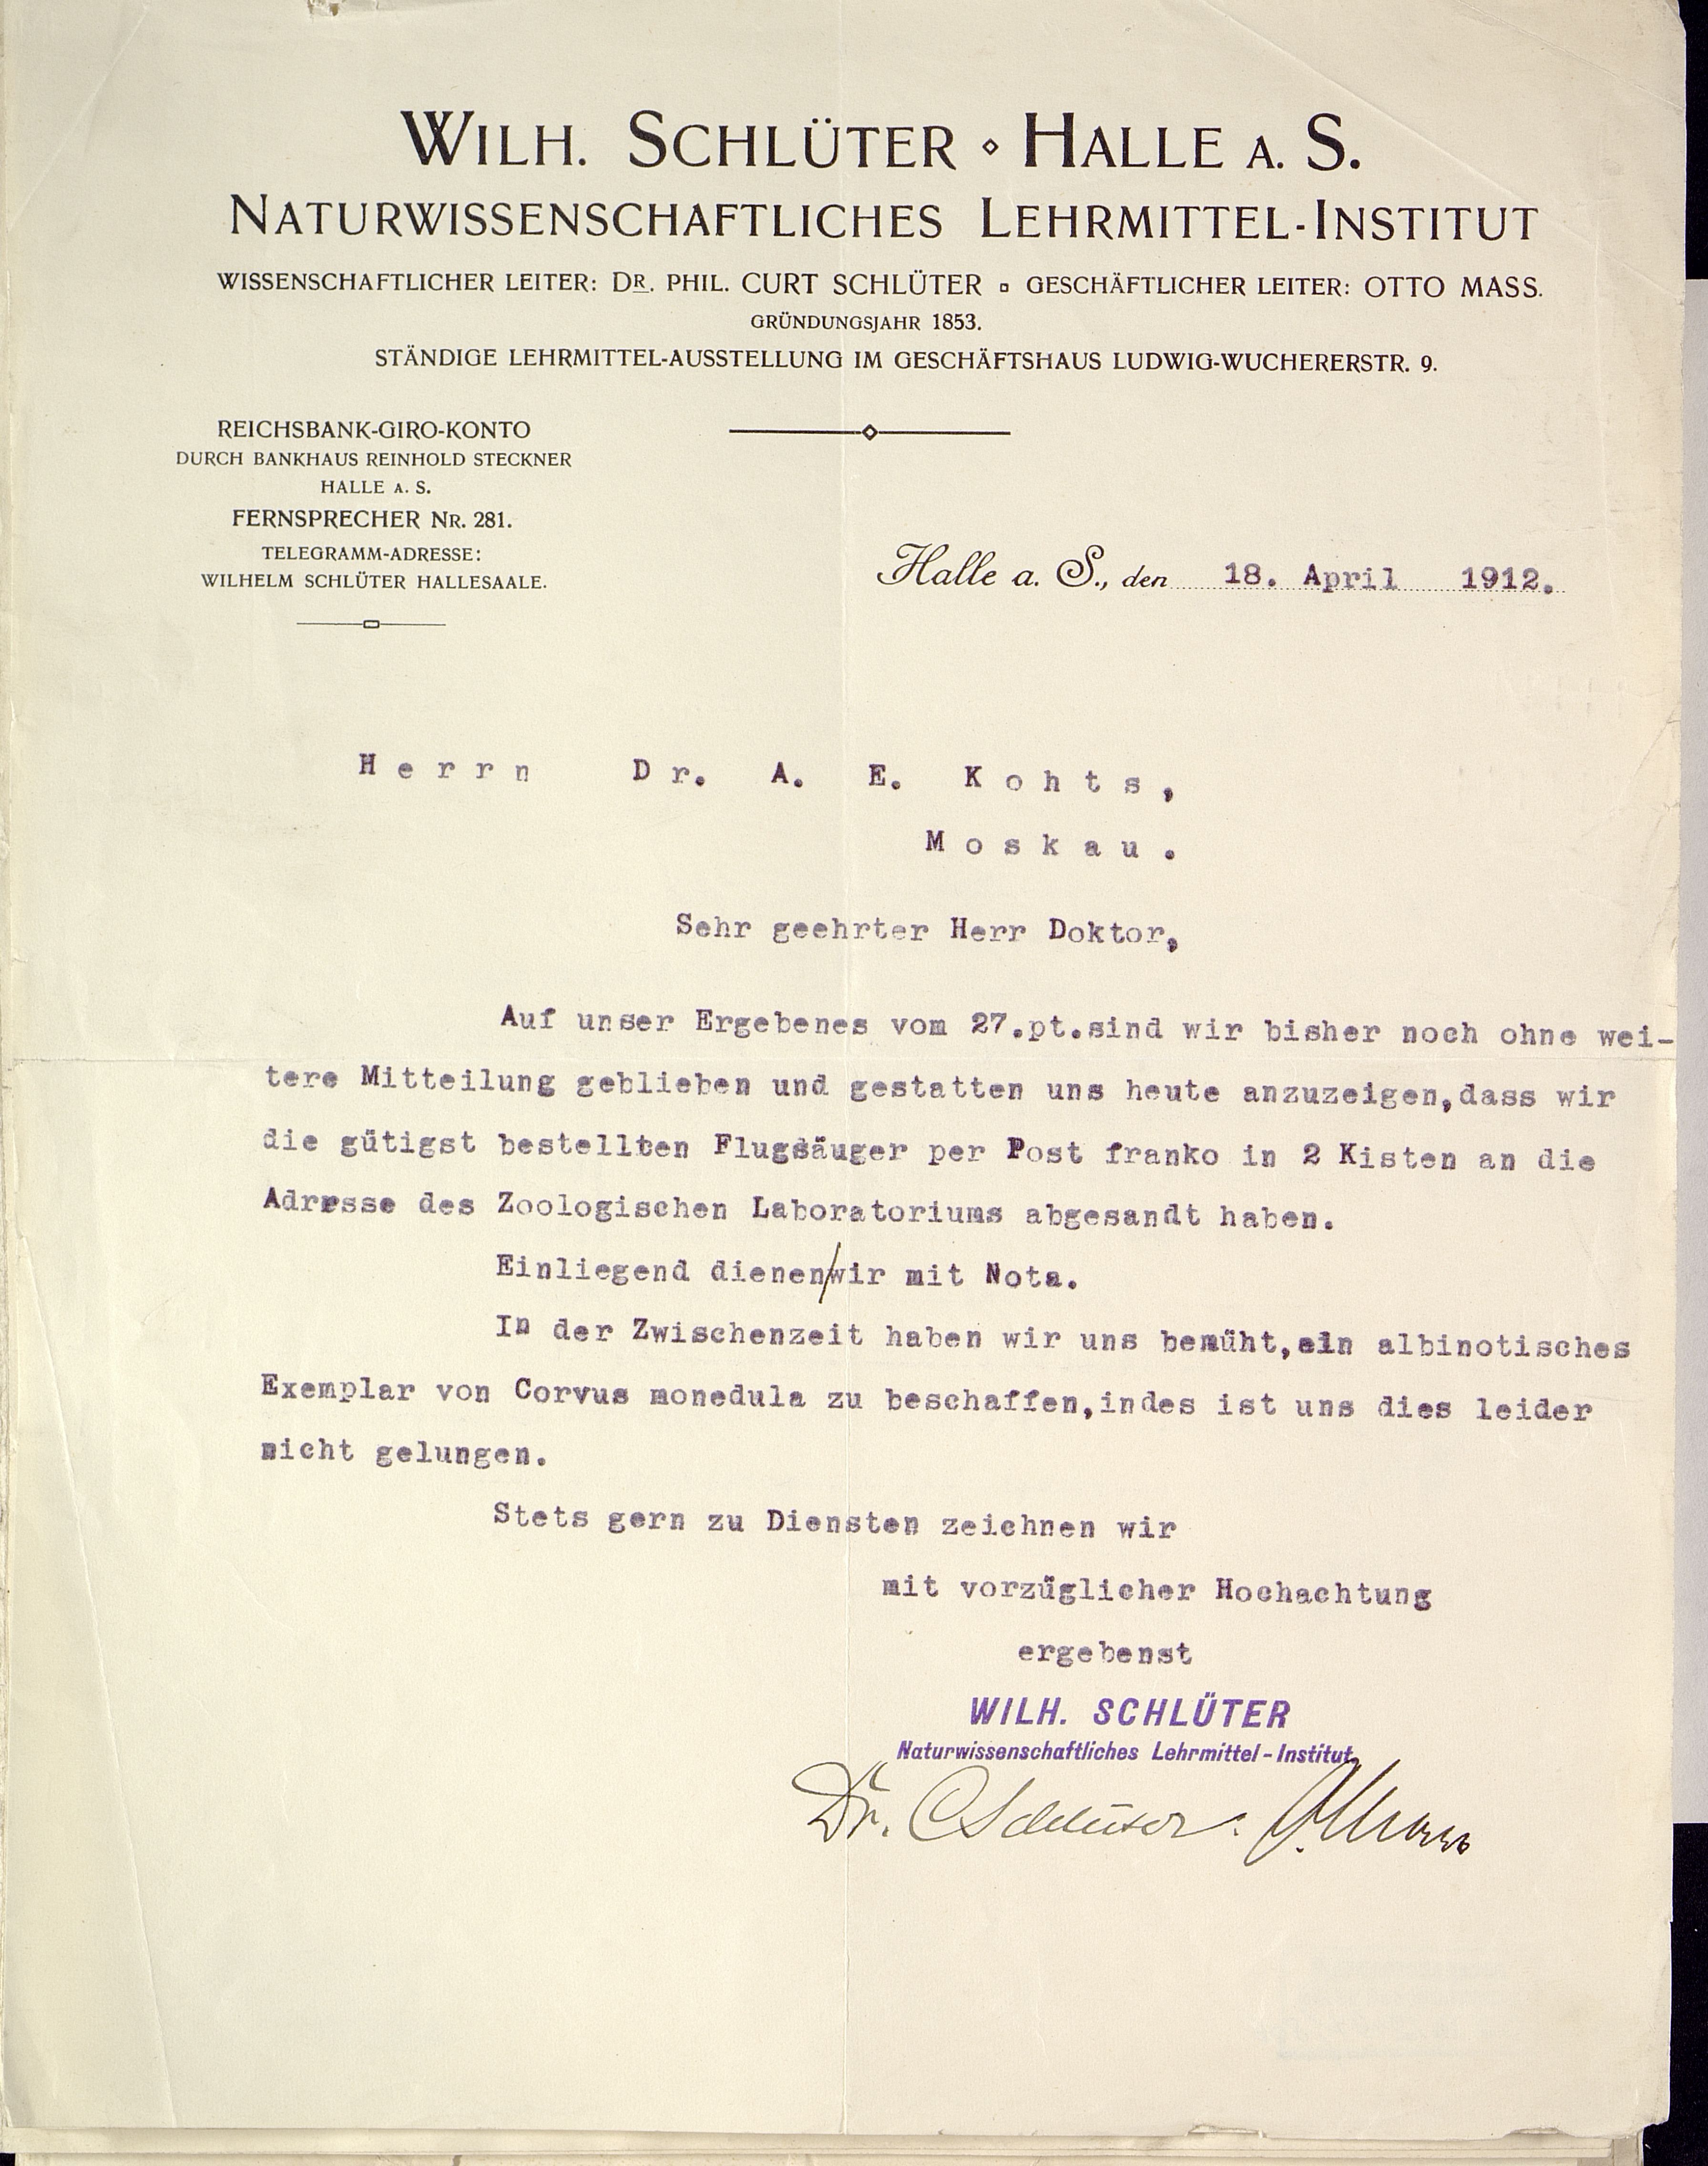 WILH. SCHLÜTER ⋄ HALLE A. S.
NATURWISSENSCHAFTLICHES LEHRMITTEL-INSTITUT
WISSENSCHAFTLICHER LEITER: DR. PHIL. CURT SCHLÜTER ▫ GESCHÄFTLICHER LEITER: OTTO MASS.
GRÜNDUNGSJAHR 1853.
STÄNDIGE LEHRMITTEL-AUSSTELLUNG IM GESCHÄFTSHAUS LUDWIG-WUCHERERSTR. 9.
REICHSBANK-GIRO-KONTO
DURCH BANKHAUS REINHOLD STECKNER
HALLE A. S.
FERNSPRECHER NR. 281.
TELEGRAMM-ADRESSE:
WILHELM SCHLÜTER HALLESAALE.
Halle a. S., den 18. April 1912.
Herrn Dr. A. E. Kohts,
Moskau.
Sehr geehrter Herr Doktor,
Auf unser Ergebenes vom 27.pt.sind wir bisher noch ohne wei-
tere Mitteilung geblieben und gestatten uns heute anzuzeigen,dass wir
die gütigst bestellten Flugsäuger per Post franko in 2 Kisten an die
Adresse des Zoologischen Laboratoriums abgesandt haben.
Einliegend dienen/wir mit Nota.
In der Zwischenzeit haben wir uns bemüht,ein albinotisches
Exemplar von Corvus monedula zu beschaffen,indes ist uns dies leider
nicht gelungen.
Stets gern zu Diensten zeichnen wir
mit vorzüglicher Hochachtung
ergebenst
WILH. SCHLÜTER
Naturwissenschaftliches Lehrmittel-Institut
Dr. C Schlüter. O. Mass